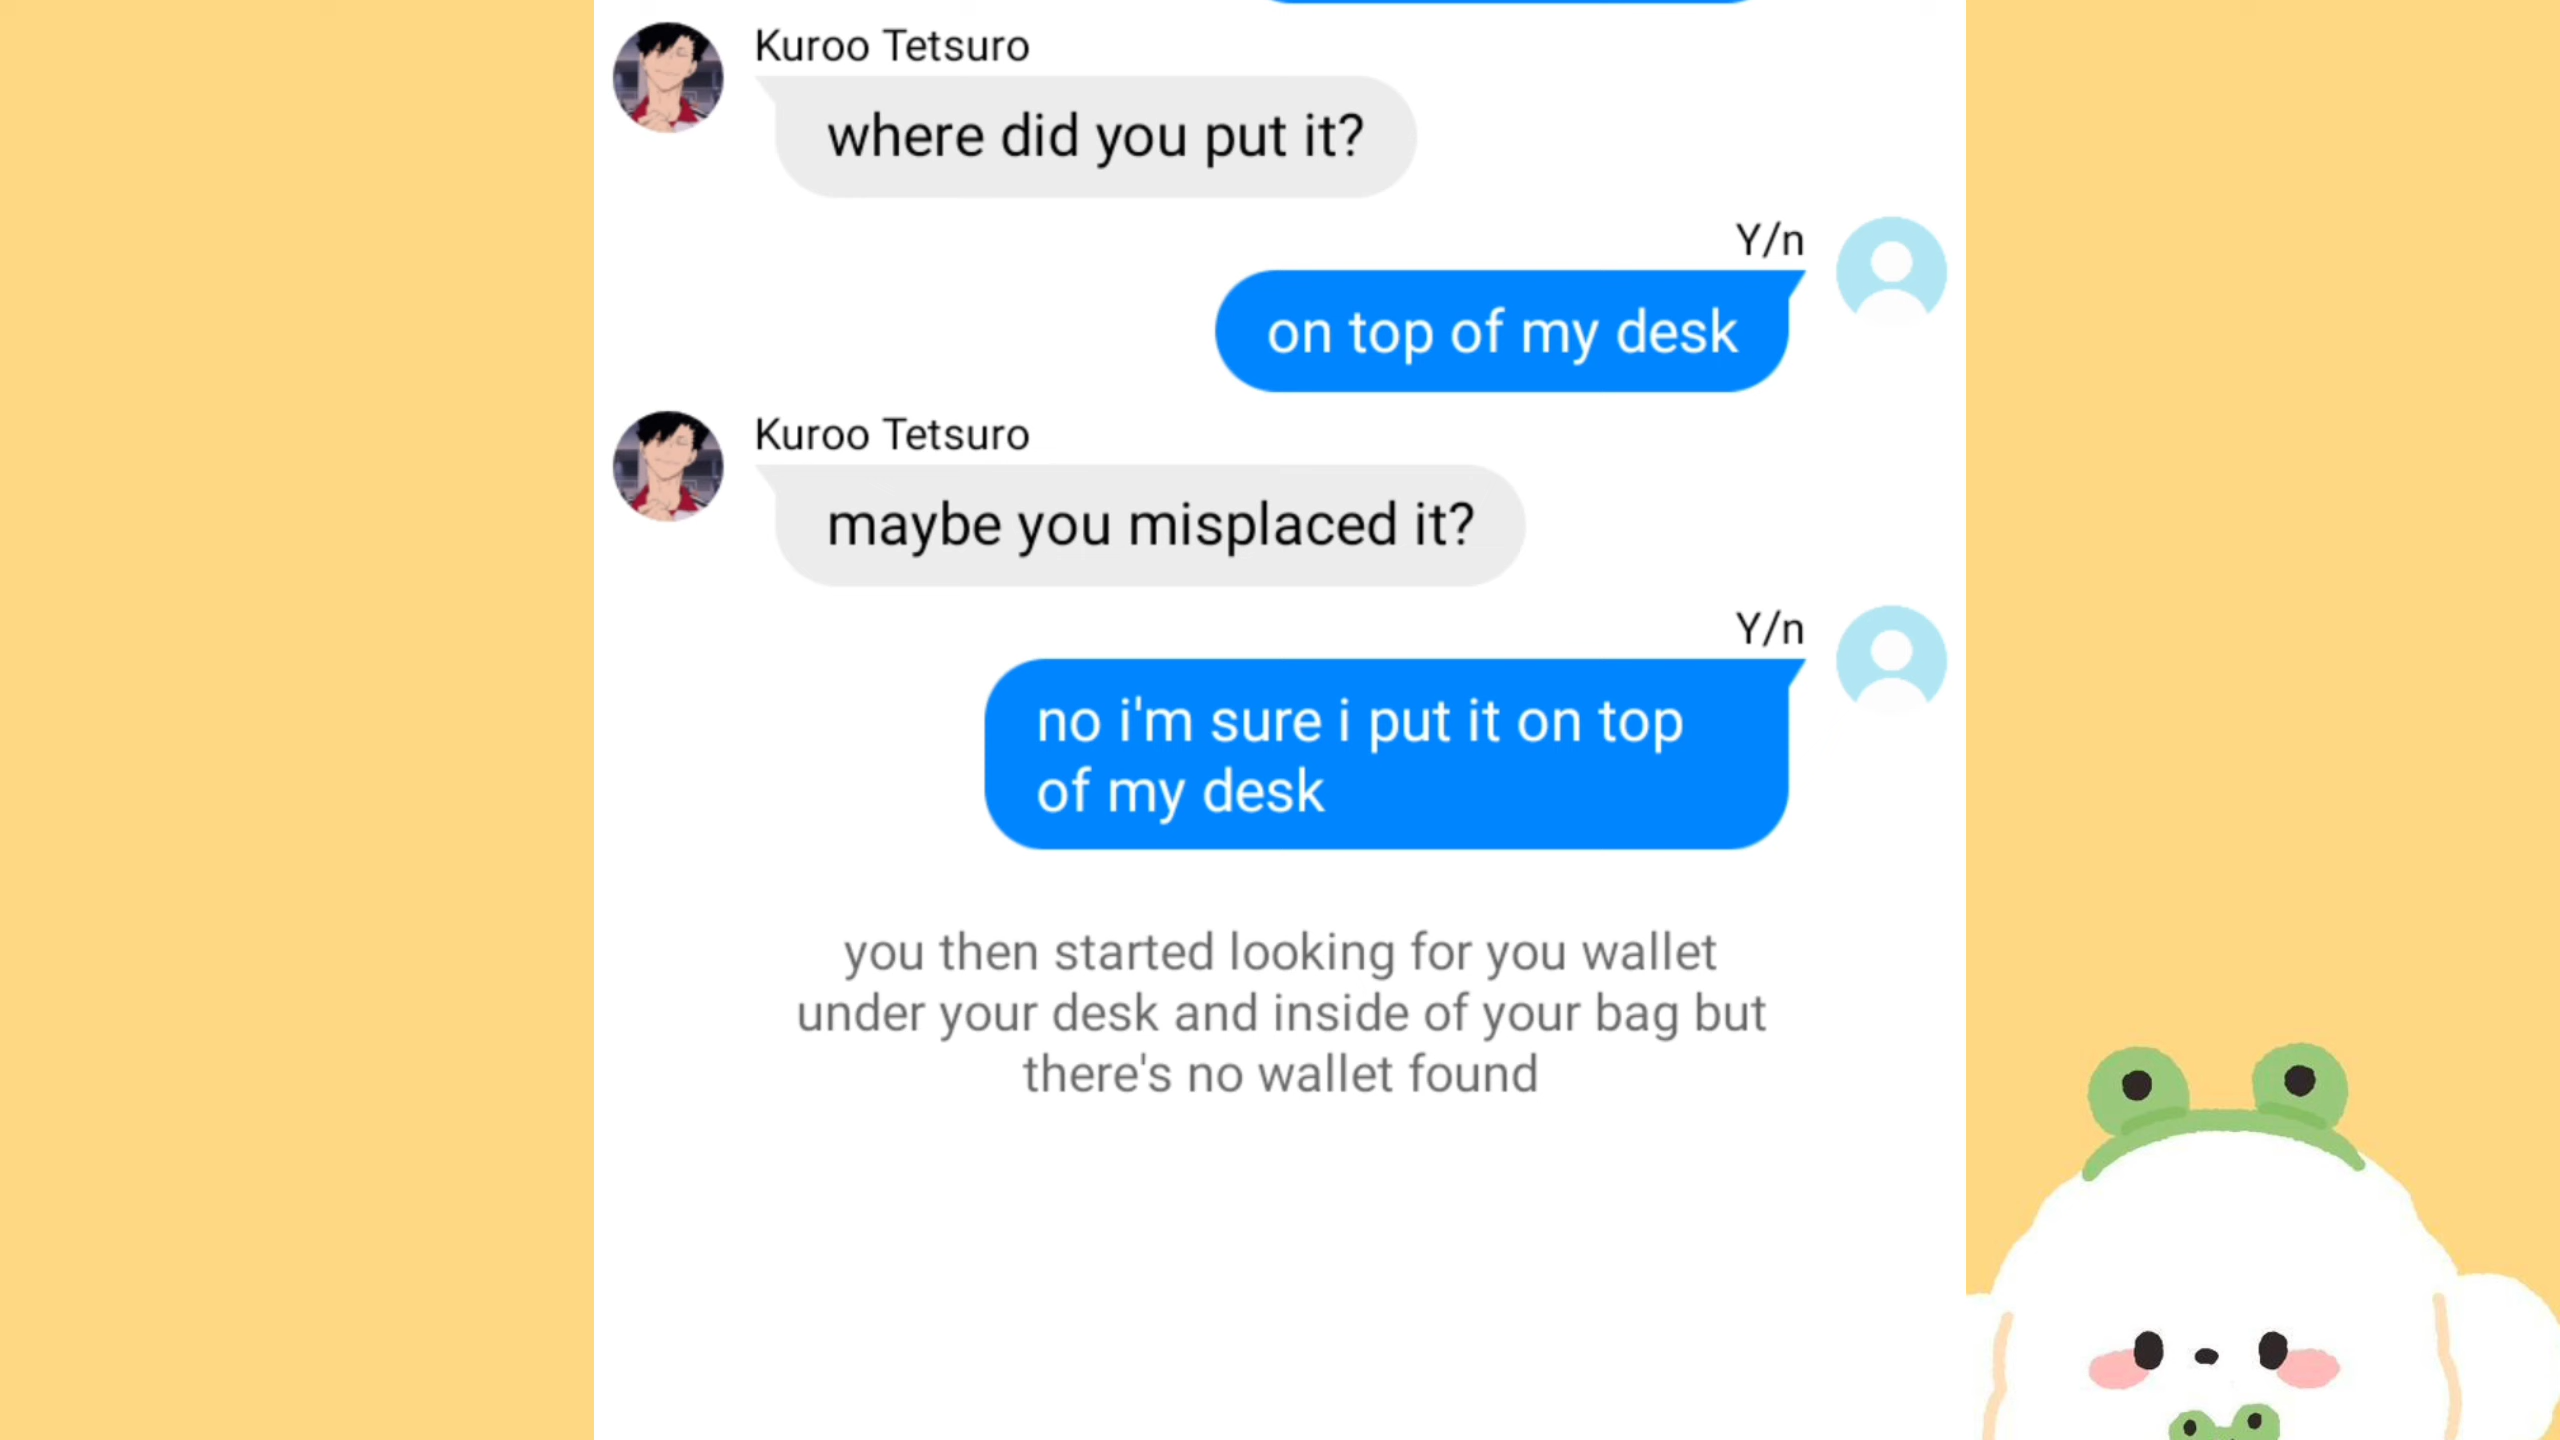 Kuroo Tetsuro
where did you put it?
Y/n
on top of my desk
Kuroo Tetsuro
maybe you misplaced it?
Y/n
no i'm sure i put it on top
of my desk
you then started looking for you wallet
under your desk and inside of your bag but
there's no wallet found